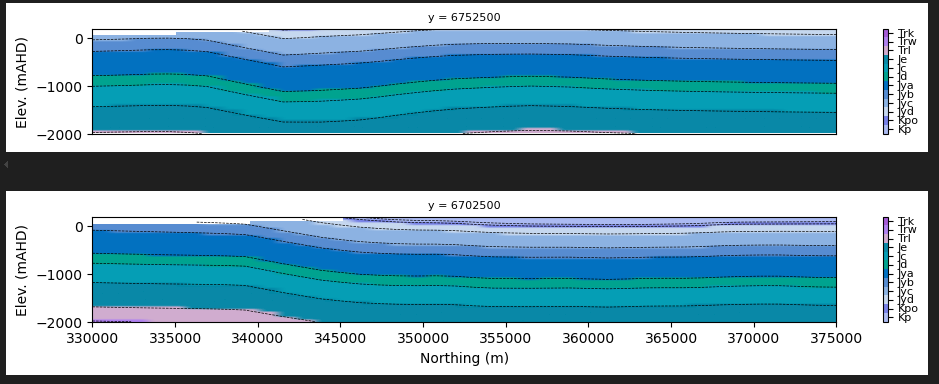 y = 6752500
Elev. (mAHD)
0
−1000
−2000
Trk
Trw
Trl
Je
Jc
Jd
Jya
Jyb
Jyc
Jyd
Kpo
Kp
y = 6702500
Elev. (mAHD)
0
−1000
−2000
330000 335000 340000 345000 350000 355000 360000 365000 370000 375000
Northing (m)
Trk
Trw
Trl
Je
Jc
Jd
Jya
Jyb
Jyc
Jyd
Kpo
Kp